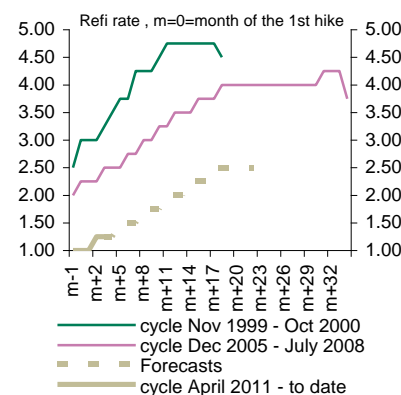 Refi rate , m=0=month of the 1st hike
5.00 5.00
4.50 4.50
4.00 4.00
3.50 3.50
3.00 3.00
2.50 2.50
2.00 2.00
1.50 1.50
1.00 1.00
m-1 m+2 m+5 m+8 m+11 m+14 m+17 m+20 m+23 m+26 m+29 m+32
cycle Nov 1999 - Oct 2000
cycle Dec 2005 - July 2008
Forecasts
cycle April 2011 - to date